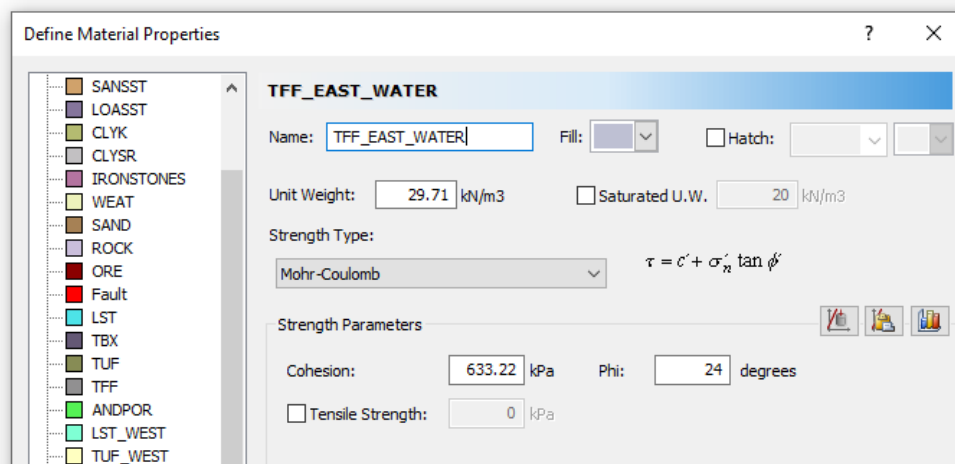 Define Material Properties
?
SANSST
LOASST
CLYK
CLYSR
IRONSTONES
WEAT
SAND
ROCK
ORE
Fault
LST
TBX
TUF
TFF
ANDPOR
LST_WEST
TUF_WEST
TFF_EAST_WATER
Name: TFF_EAST_WATER Fill: Hatch:
Unit Weight: 29.71 kN/m3 Saturated U.W. 20 kN/m3
Strength Type:
Mohr-Coulomb τ = c′ + σ′n tan ϕ′
Strength Parameters
Cohesion: 633.22 kPa Phi: 24 degrees
Tensile Strength: 0 kPa